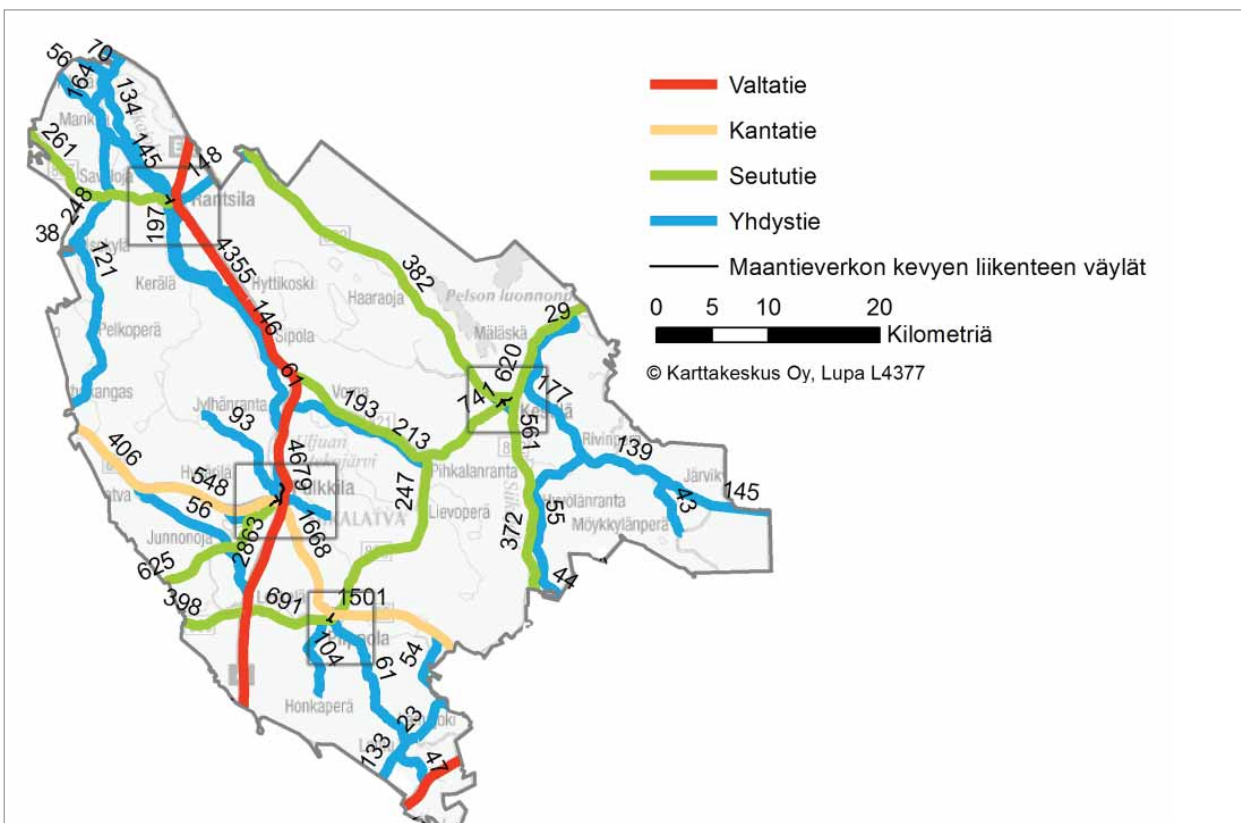 Valtatie
Kantatie
Seututie
Yhdystie
Maantieverkon kevyen liikenteen väylät
0 5 10 20
Kilometriä
© Karttakeskus Oy, Lupa L4377
70
56
164
134
145
261
148
Rantsila
248
197
38
121
4355
382
Kerälä
Hyttikoski
Haaraoja
146
Sipola
29
Pelkoperä
Mäläskä
620
61
741
177
Jylhänranta
193
561
93
213
Rivinperä
139
406
4679
Pihkalanranta
Järvik
548
247
145
43
56
Lievoperä
55
Möykkylänperä
1668
372
Junnonoja
2863
625
44
398
691
1501
104
61
54
Honkaperä
23
133
47